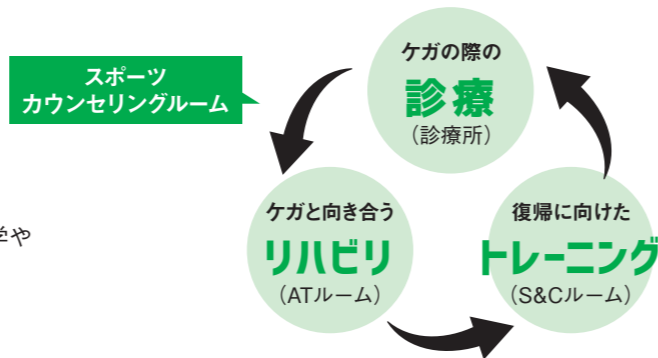 スポーツ
カウンセリングルーム
ケガの際の
診療
（診療所）
ケガと向き合う
リハビリ
（ATルーム）
復帰に向けた
トレーニング
（S&Cルーム）
学や